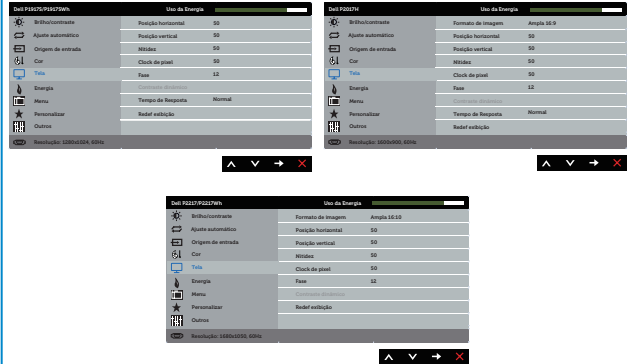 Dell P1917S/P1917SWh Uso da Energia
Brilho/contraste Posição horizontal 50
Ajuste automático Posição vertical 50
Origem de entrada Nitidez 50
Cor Clock de pixel 50
Tela Fase 12
Energia Contraste dinâmico
Menu Tempo de Resposta Normal
Personalizar Redef exibição
Outros
Resolução: 1280x1024, 60Hz
Dell P2017H Uso da Energia
Brilho/contraste Formato de imagem Ampla 16:9
Ajuste automático Posição horizontal 50
Origem de entrada Posição vertical 50
Cor Nitidez 50
Tela Clock de pixel 50
Energia Fase 12
Menu Contraste dinâmico
Personalizar Tempo de Resposta Normal
Outros Redef exibição
Resolução: 1600x900, 60Hz
Dell P2217/P2217Wh Uso da Energia
Brilho/contraste Formato de imagem Ampla 16:10
Ajuste automático Posição horizontal 50
Origem de entrada Posição vertical 50
Cor Nitidez 50
Tela Clock de pixel 50
Energia Fase 12
Menu Contraste dinâmico
Personalizar Redef exibição
Outros
Resolução: 1680x1050, 60Hz